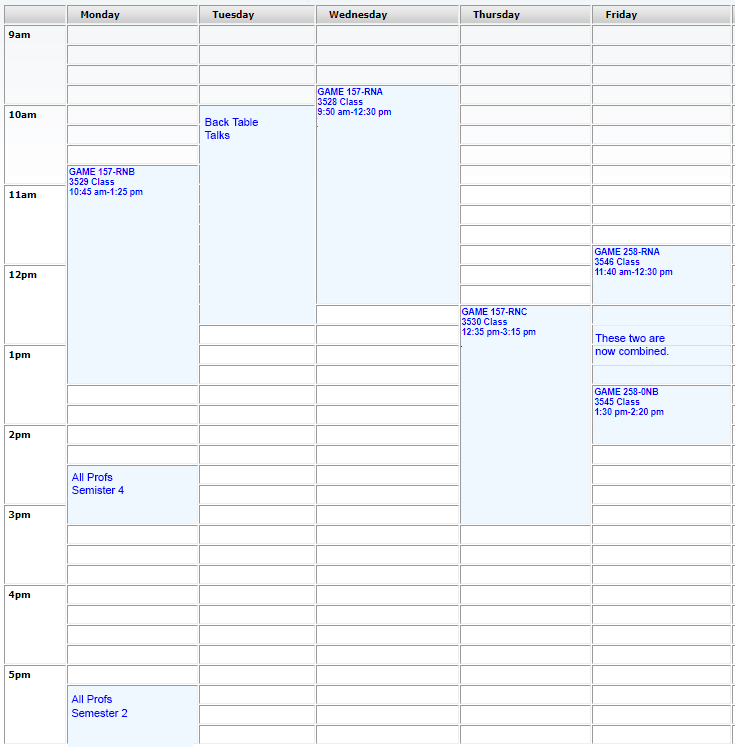 Monday Tuesday Wednesday Thursday Friday
9am
GAME 157-RNA
3528 Class
9:50 am-12:30 pm
10am
Back Table
Talks
GAME 157-RNB
3529 Class
10:45 am-1:25 pm
11am
GAME 258-RNA
3546 Class
11:40 am-12:30 pm
12pm
GAME 157-RNC
3530 Class
12:35 pm-3:15 pm
These two are
now combined.
1pm
GAME 258-0NB
3545 Class
1:30 pm-2:20 pm
2pm
All Profs
Semister 4
3pm
4pm
5pm
All Profs
Semester 2